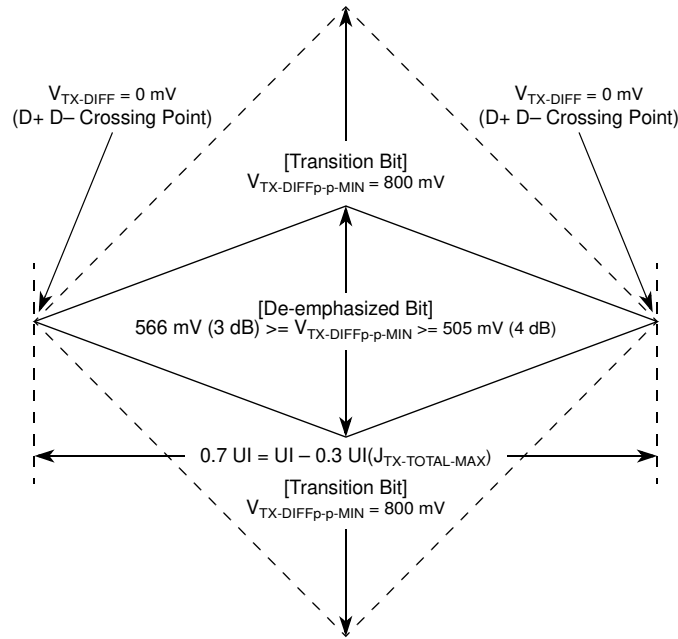 V_TX-DIFF = 0 mV
(D+ D– Crossing Point)
V_TX-DIFF = 0 mV
(D+ D– Crossing Point)
[Transition Bit]
V_TX-DIFFp-p-MIN = 800 mV
[De-emphasized Bit]
566 mV (3 dB) >= V_TX-DIFFp-p-MIN >= 505 mV (4 dB)
0.7 UI = UI – 0.3 UI(J_TX-TOTAL-MAX)
[Transition Bit]
V_TX-DIFFp-p-MIN = 800 mV